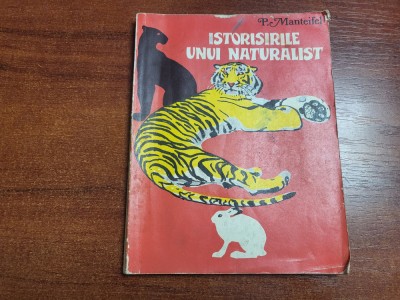 P. Manteifel
ISTORISIRILE
UNUI NATURALIST